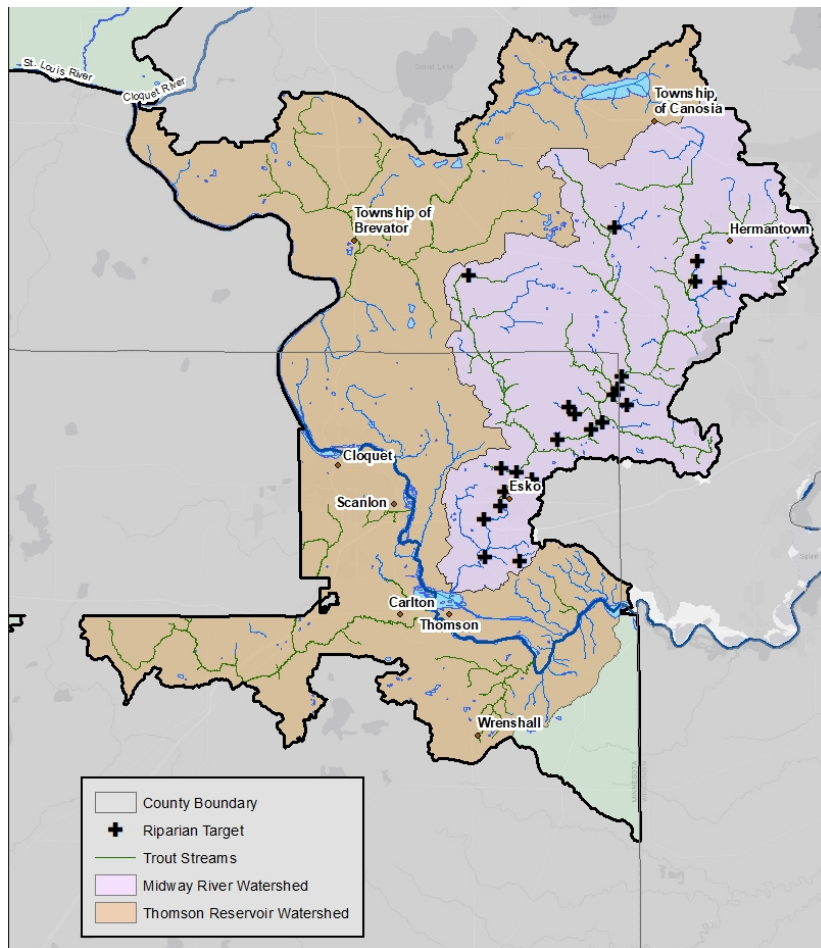 St. Louis River
Cloquet River
Township
of Canosia
Township of
Brevator
Hermantown
Cloquet
Esko
Scanlon
Carlton
Thomson
Wrenshall
MINNESOTA
County Boundary
Riparian Target
Trout Streams
Midway River Watershed
Thomson Reservoir Watershed